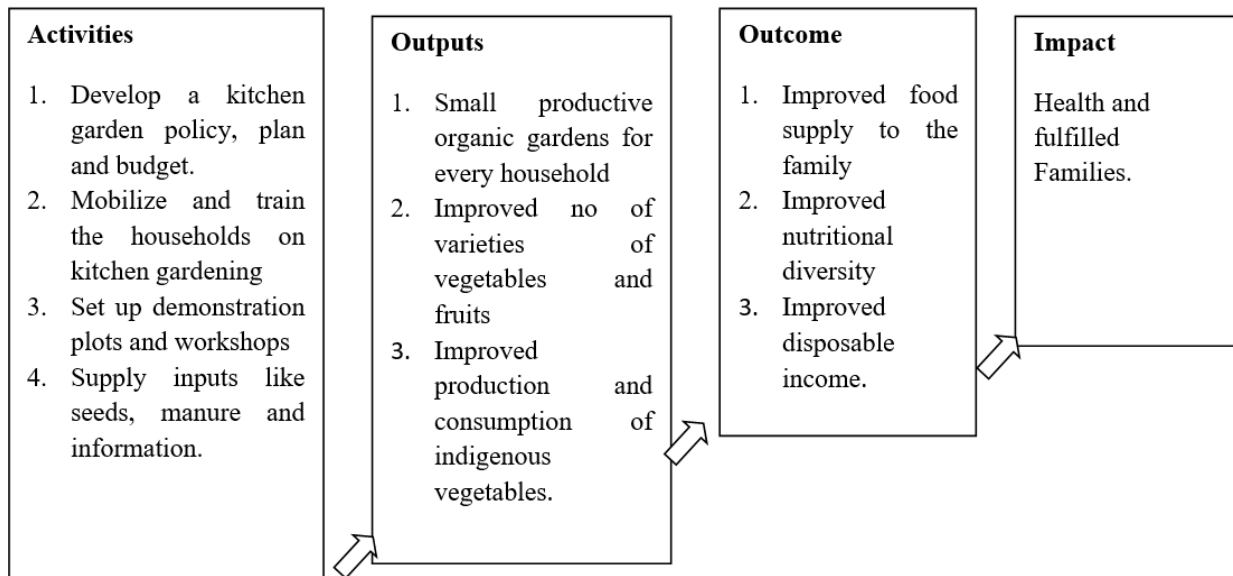 Activities
1. Develop a kitchen
garden policy, plan
and budget.
2. Mobilize and train
the households on
kitchen gardening
3. Set up demonstration
plots and workshops
4. Supply inputs like
seeds, manure and
information.
Outputs
1. Small productive
organic gardens for
every household
2. Improved no of
varieties of
vegetables and
fruits
3. Improved
production and
consumption of
indigenous
vegetables.
Outcome
1. Improved food
supply to the
family
2. Improved
nutritional
diversity
3. Improved
disposable
income.
Impact
Health and
fulfilled
Families.